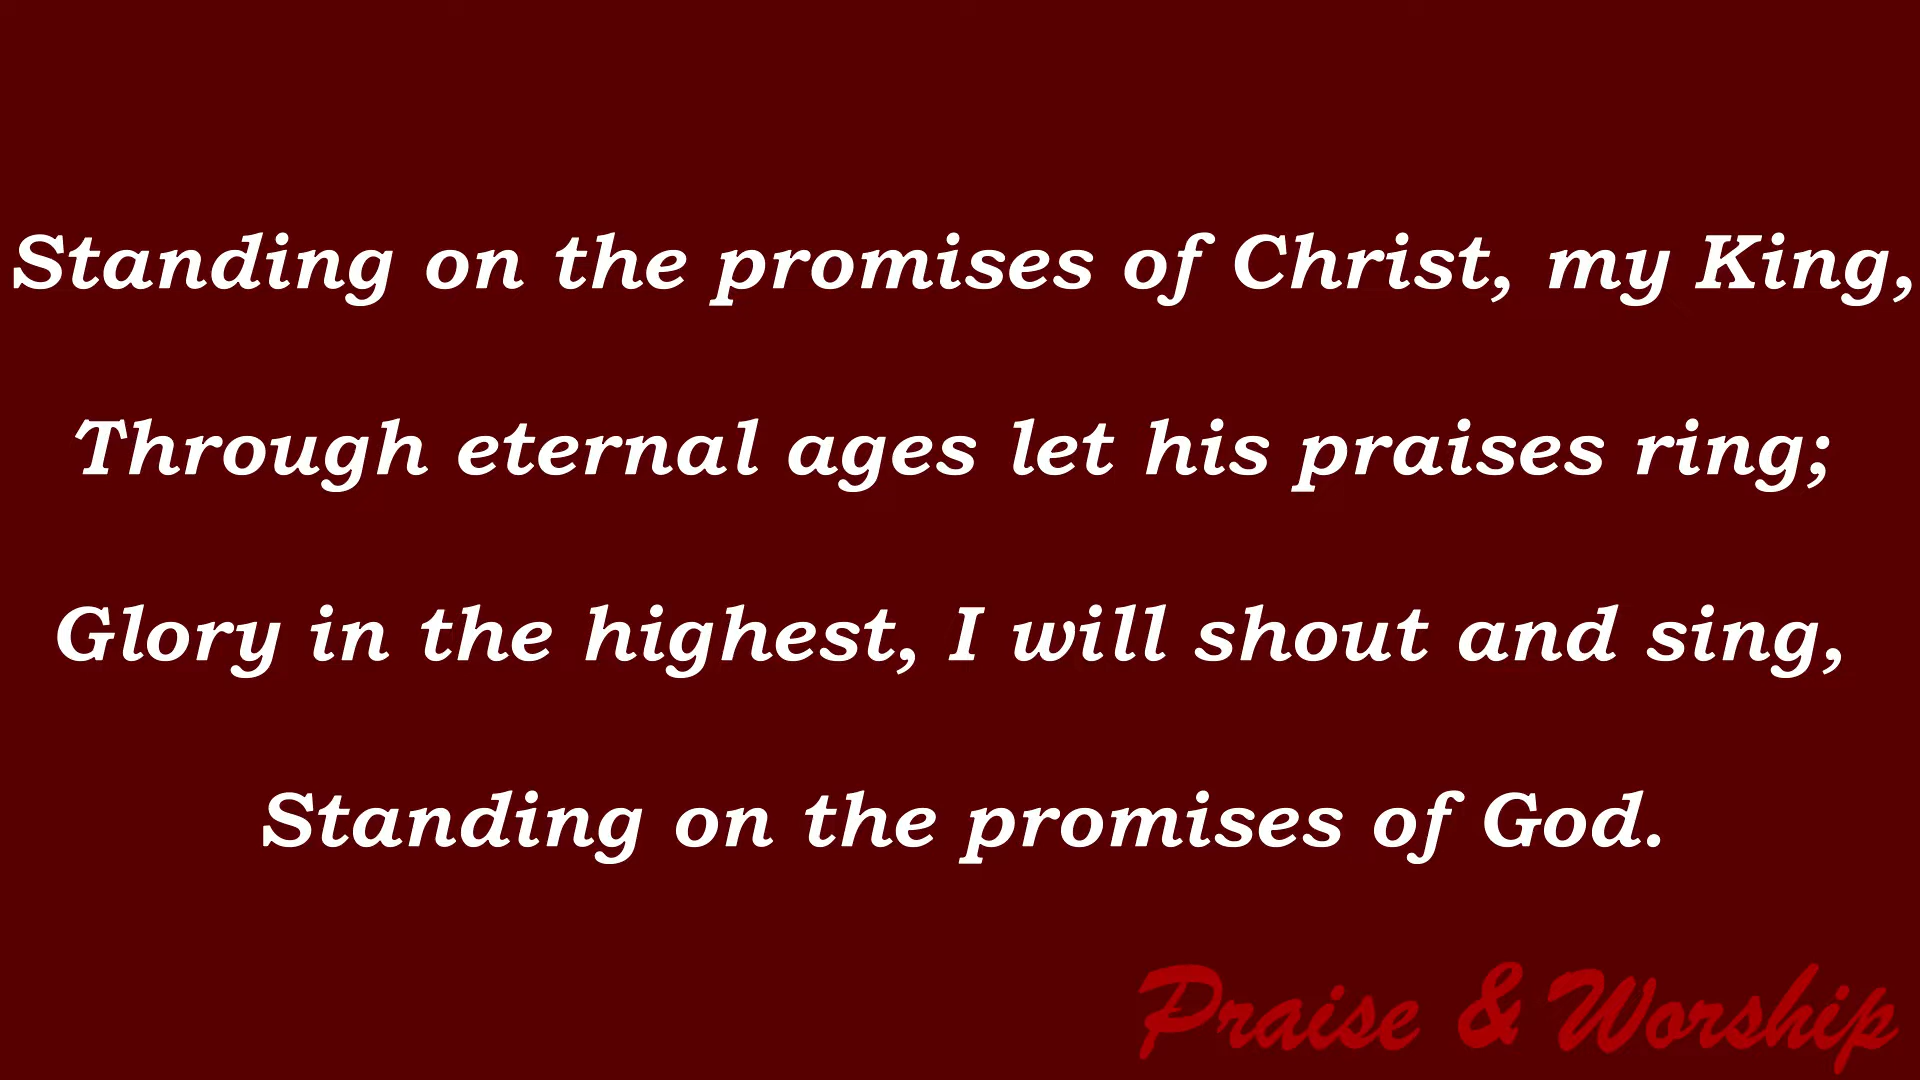 Standing on the promises of Christ, my King,
Through eternal ages let his praises ring;
Glory in the highest, I will shout and sing,
Standing on the promises of God.
Praise & Worship